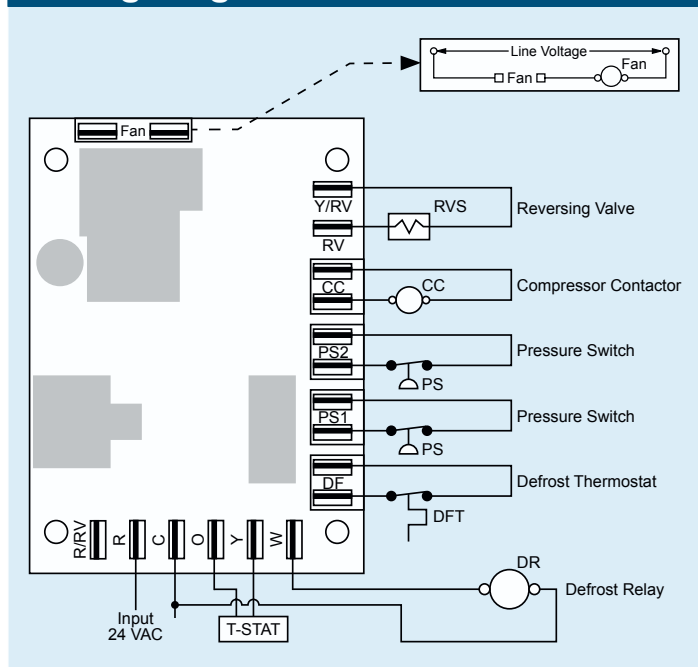 Line Voltage
Fan
Fan
Fan
Y/RV
RVS
Reversing Valve
RV
CC
CC
Compressor Contactor
PS2
Pressure Switch
PS
PS1
Pressure Switch
PS
DF
Defrost Thermostat
DFT
R/RV
R
C
O
Y
W
DR
Defrost Relay
Input
24 VAC
T-STAT